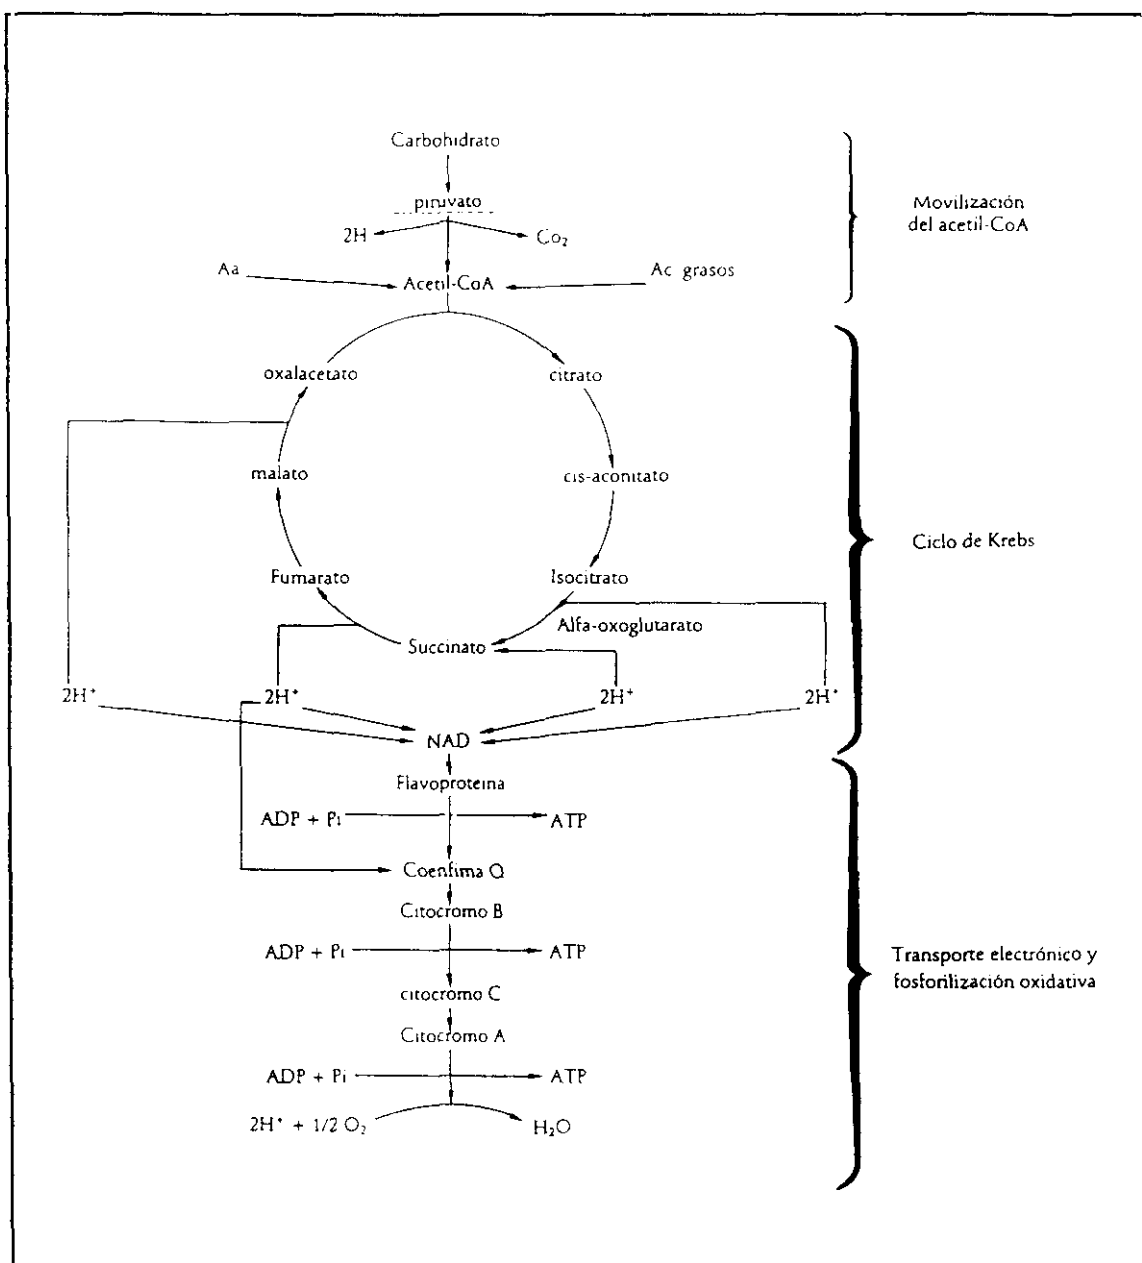 Carbohidrato
piruvato
2H
Co₂
Aa
Acetil-CoA
Ac grasos
Movilización
del acetil-CoA
oxalacetato
citrato
malato
cis-aconitato
Fumarato
Isocitrato
Alfa-oxoglutarato
Succinato
Ciclo de Krebs
2H⁺
2H⁺
2H⁺
2H⁺
NAD
Flavoproteina
ADP + Pi
ATP
Coenfima Q
Citocromo B
ADP + Pi
ATP
citocromo C
Citocromo A
ADP + Pi
ATP
2H⁺ + 1/2 O₂
H₂O
Transporte electrónico y
fosforilización oxidativa